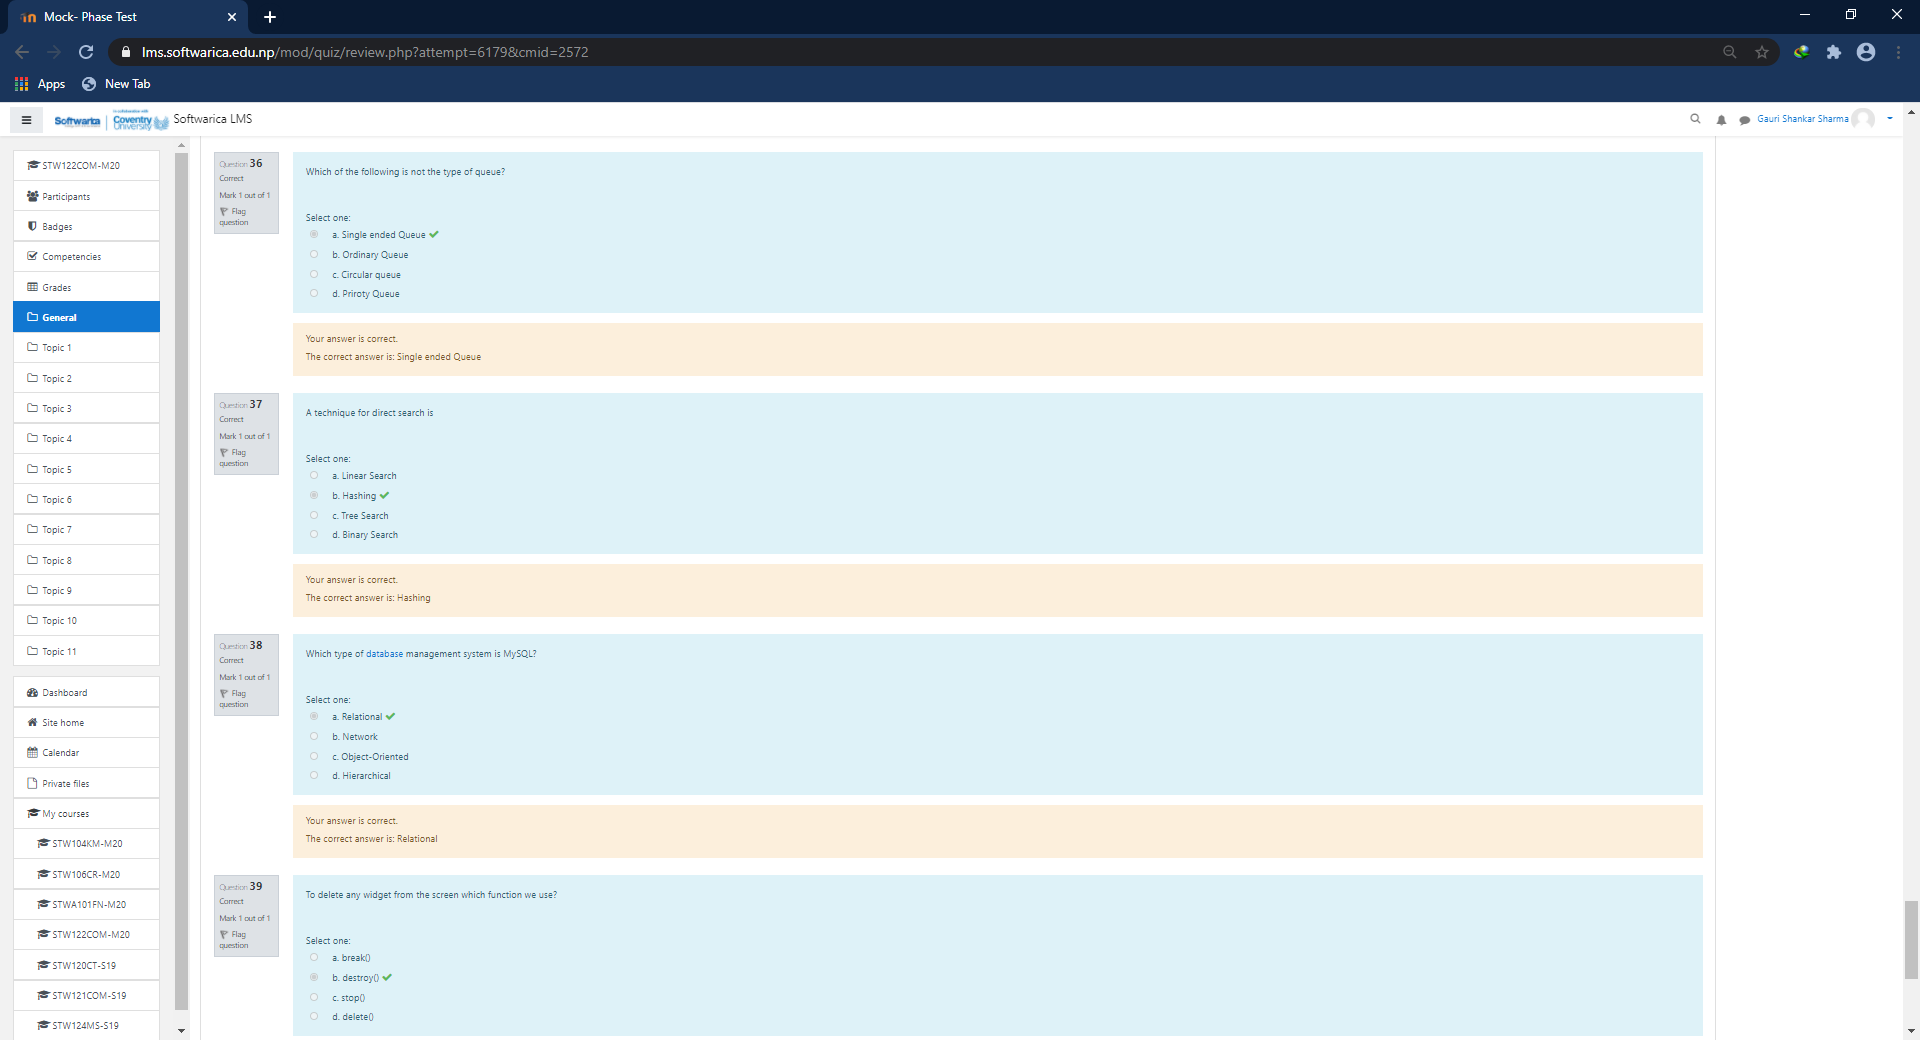 Mock- Phase Test
lms.softwarica.edu.np/mod/quiz/review.php?attempt=6179&cmid=2572
Apps
New Tab
Softwarica
Coventry University
Softwarica LMS
Gauri Shankar Sharma
STW122COM-M20
Participants
Badges
Competencies
Grades
General
Topic 1
Topic 2
Topic 3
Topic 4
Topic 5
Topic 6
Topic 7
Topic 8
Topic 9
Topic 10
Topic 11
Dashboard
Site home
Calendar
Private files
My courses
STW104KM-M20
STW106CR-M20
STWA101FN-M20
STW122COM-M20
STW120CT-S19
STW121COM-S19
STW124MS-S19
Question 36
Correct
Mark 1 out of 1
Flag
question
Which of the following is not the type of queue?
Select one:
a. Single ended Queue
b. Ordinary Queue
c. Circular queue
d. Priroty Queue
Your answer is correct.
The correct answer is: Single ended Queue
Question 37
Correct
Mark 1 out of 1
Flag
question
A technique for direct search is
Select one:
a. Linear Search
b. Hashing
c. Tree Search
d. Binary Search
Your answer is correct.
The correct answer is: Hashing
Question 38
Correct
Mark 1 out of 1
Flag
question
Which type of database management system is MySQL?
Select one:
a. Relational
b. Network
c. Object-Oriented
d. Hierarchical
Your answer is correct.
The correct answer is: Relational
Question 39
Correct
Mark 1 out of 1
Flag
question
To delete any widget from the screen which function we use?
Select one:
a. break()
b. destroy()
c. stop()
d. delete()